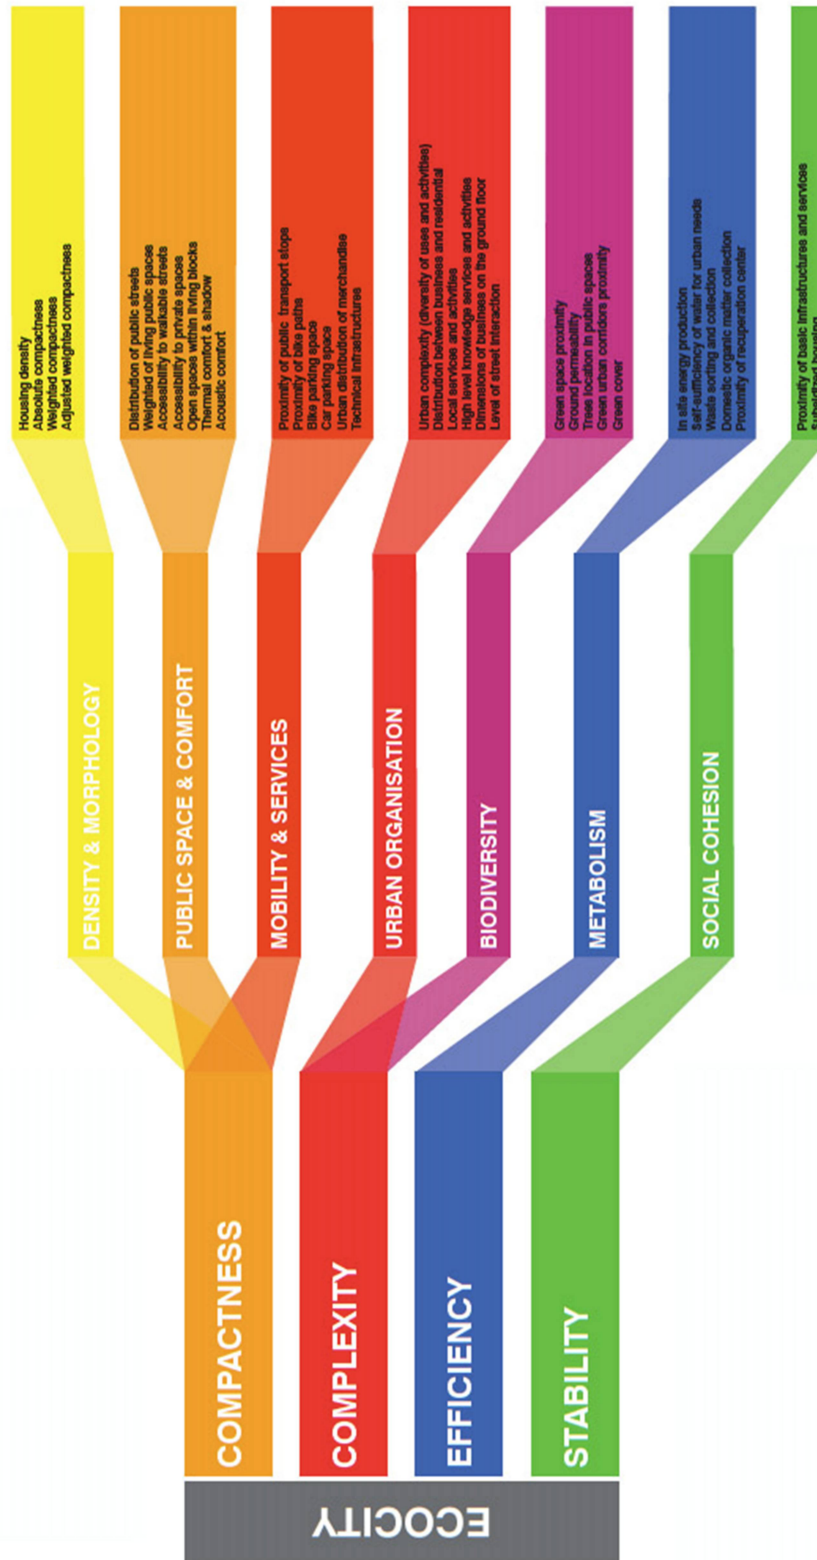 ECOCITY
COMPACTNESS
COMPLEXITY
EFFICIENCY
STABILITY
DENSITY & MORPHOLOGY
PUBLIC SPACE & COMFORT
MOBILITY & SERVICES
URBAN ORGANISATION
BIODIVERSITY
METABOLISM
SOCIAL COHESION
Housing density
Absolute compactness
Weighted compactness
Adjusted weighted compactness
Distribution of public streets
Weighted of living public spaces
Accessibility to walkable streets
Accessibility to private spaces
Open spaces within living blocks
Thermal comfort & shadow
Acoustic comfort
Proximity of public transport stops
Proximity of bike paths
Bike parking space
Car parking space
Urban distribution of merchandise
Technical infrastructures
Urban complexity (diversity of uses and activities)
Distribution between business and residential
Local services and activities
High level knowledge services and activities
Dimensions of business on the ground floor
Level of street interaction
Green space proximity
Ground permeability
Trees location in public spaces
Green urban corridors proximity
Green cover
In site energy production
Self-sufficiency of water for urban needs
Waste sorting and collection
Domestic organic matter collection
Proximity of recuperation center
Proximity of basic infrastructures and services
Subsidized housing